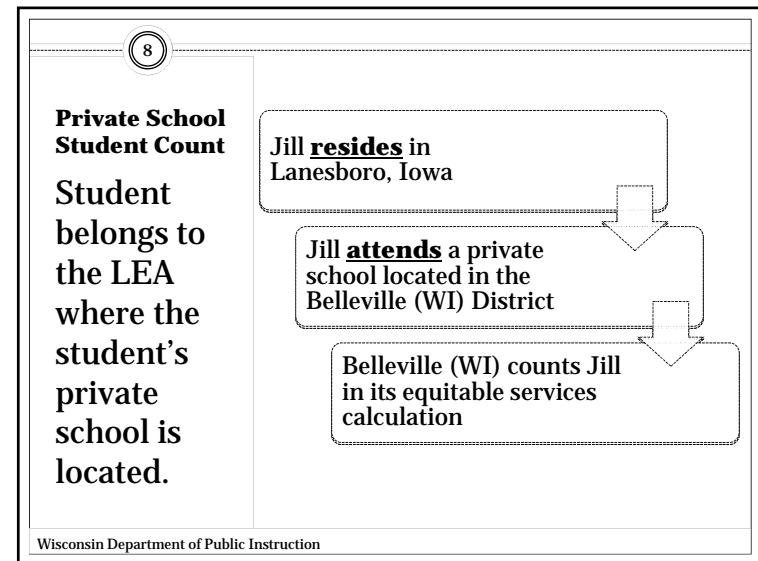 8
Private School
Student Count
Student
belongs to
the LEA
where the
student's
private
school is
located.
Jill resides in
Lanesboro, Iowa
Jill attends a private
school located in the
Belleville (WI) District
Belleville (WI) counts Jill
in its equitable services
calculation
Wisconsin Department of Public Instruction